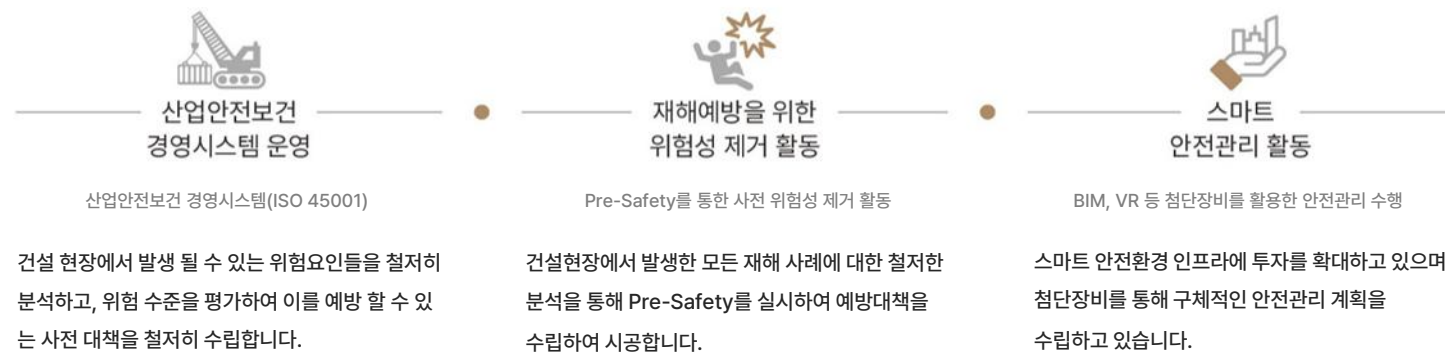 산업안전보건
경영시스템 운영
산업안전보건 경영시스템(ISO 45001)
건설 현장에서 발생 될 수 있는 위험요인들을 철저히
분석하고, 위험 수준을 평가하여 이를 예방 할 수 있
는 사전 대책을 철저히 수립합니다.
재해예방을 위한
위험성 제거 활동
Pre-Safety를 통한 사전 위험성 제거 활동
건설현장에서 발생한 모든 재해 사례에 대한 철저한
분석을 통해 Pre-Safety를 실시하여 예방대책을
수립하여 시공합니다.
스마트
안전관리 활동
BIM, VR 등 첨단장비를 활용한 안전관리 수행
스마트 안전환경 인프라에 투자를 확대하고 있으며
첨단장비를 통해 구체적인 안전관리 계획을
수립하고 있습니다.